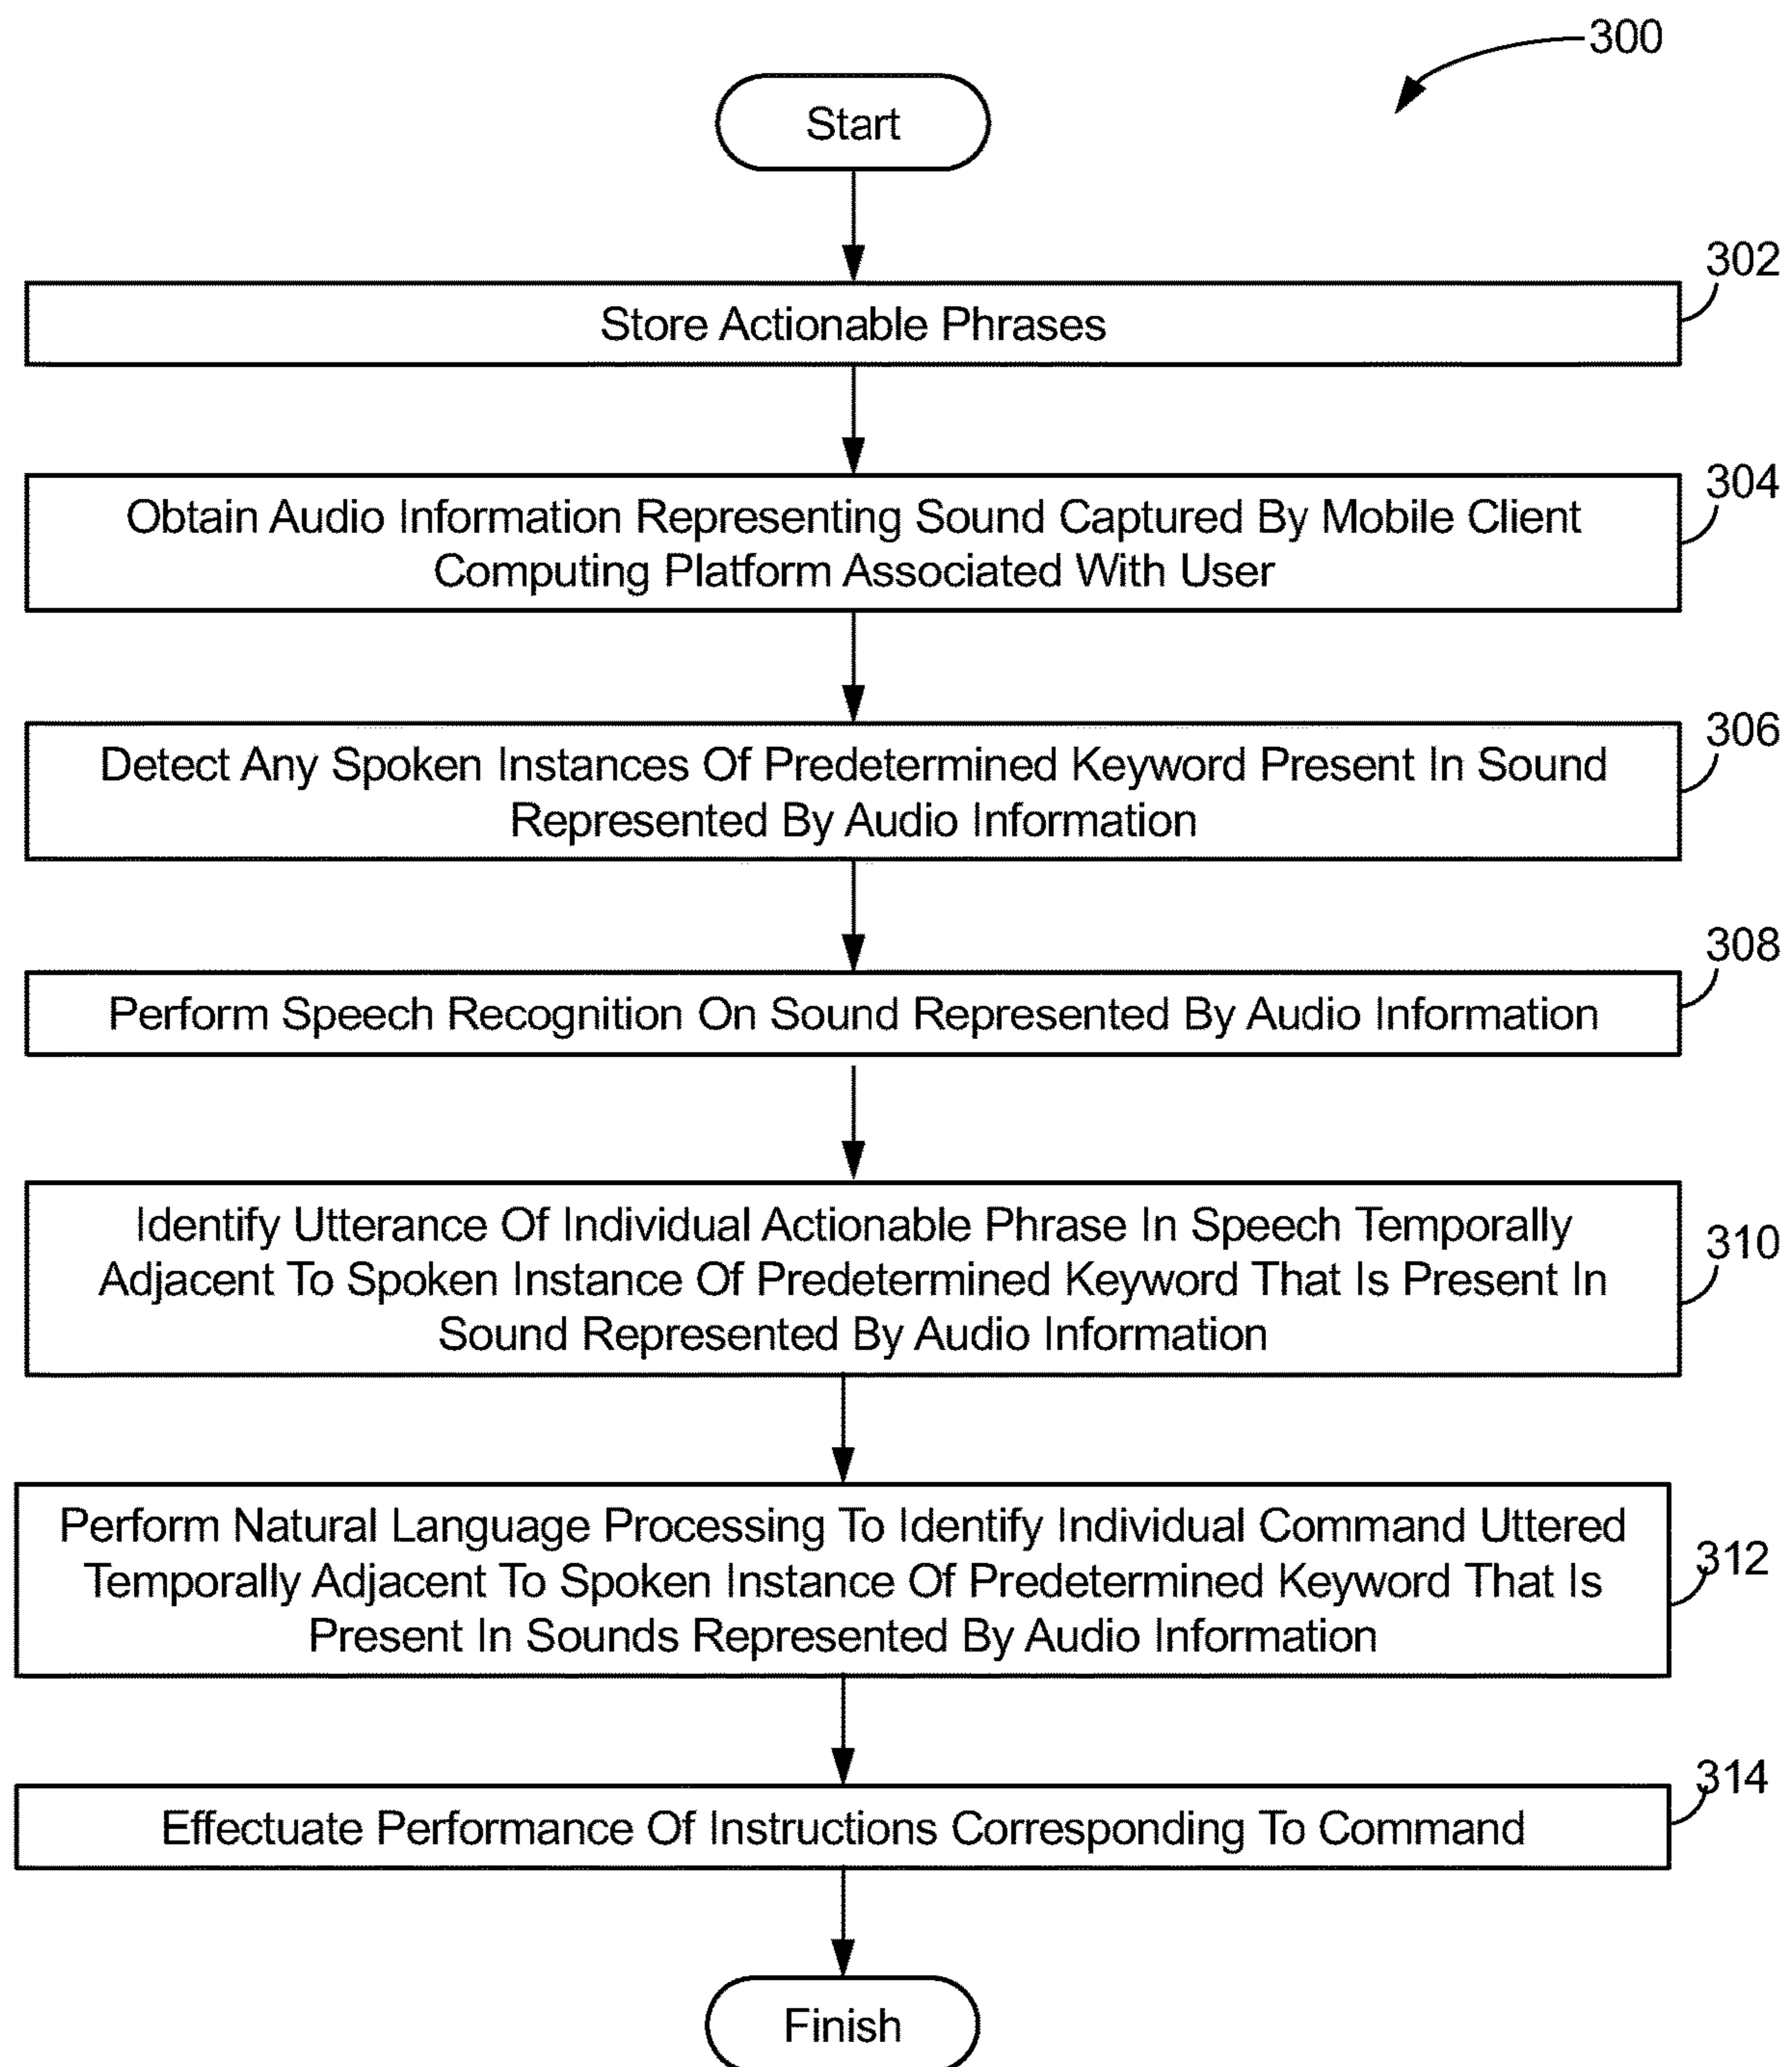 300
Start
302
Store Actionable Phrases
304
Obtain Audio Information Representing Sound Captured By Mobile Client
Computing Platform Associated With User
306
Detect Any Spoken Instances Of Predetermined Keyword Present In Sound
Represented By Audio Information
308
Perform Speech Recognition On Sound Represented By Audio Information
310
Identify Utterance Of Individual Actionable Phrase In Speech Temporally
Adjacent To Spoken Instance Of Predetermined Keyword That Is Present In
Sound Represented By Audio Information
312
Perform Natural Language Processing To Identify Individual Command Uttered
Temporally Adjacent To Spoken Instance Of Predetermined Keyword That Is
Present In Sounds Represented By Audio Information
314
Effectuate Performance Of Instructions Corresponding To Command
Finish